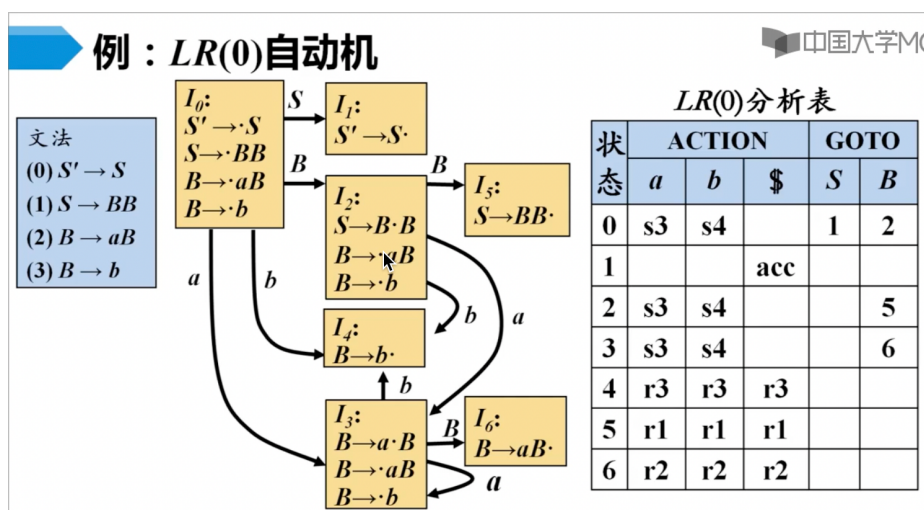 例：LR(0)自动机
中国大学MO
文法
(0) S′ → S
(1) S → BB
(2) B → aB
(3) B → b
I₀:
S′ →·S
S→·BB
B→·aB
B→·b
S
I₁:
S′ →S·
B
I₂:
S→B·B
B→·aB
B→·b
B
I₅:
S→BB·
a
b
b
a
I₄:
B→b·
b
I₃:
B→a·B
B→·aB
B→·b
B
I₆:
B→aB·
a
LR(0)分析表
状态 ACTION GOTO
a b $ S B
0 s3 s4 1 2
1 acc
2 s3 s4 5
3 s3 s4 6
4 r3 r3 r3
5 r1 r1 r1
6 r2 r2 r2